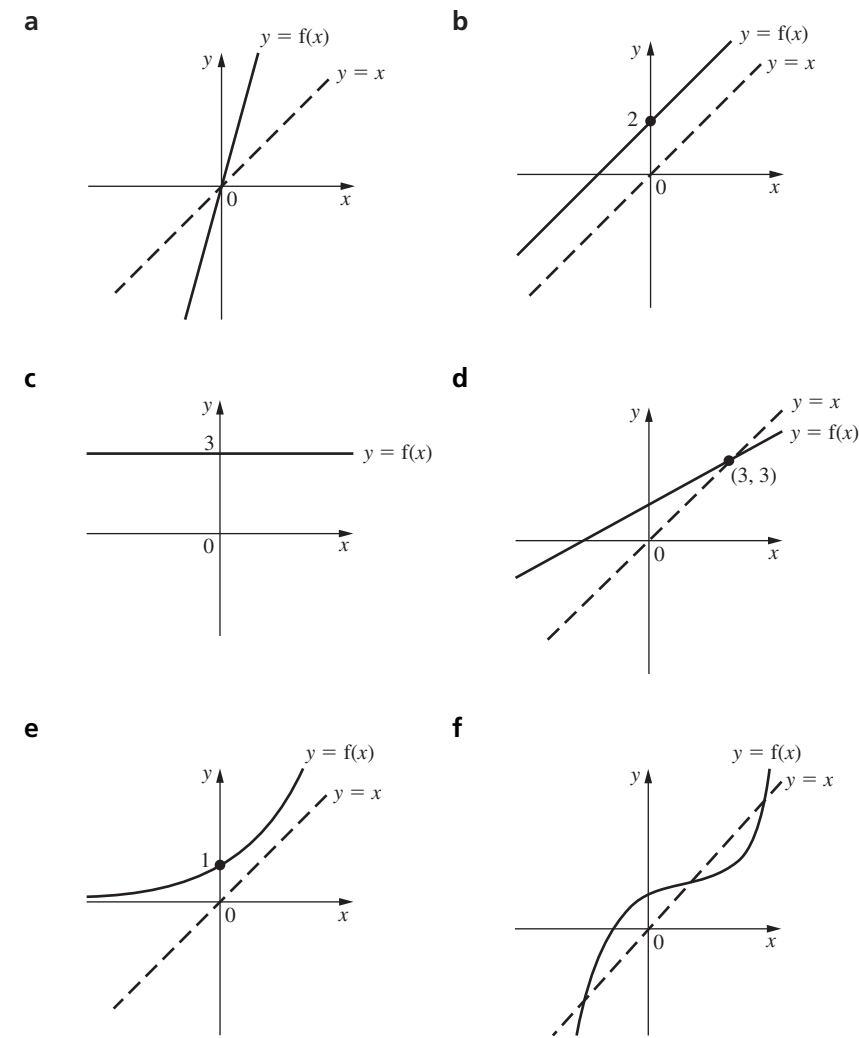 a
y = f(x)
y
y = x
0
x
b
y = f(x)
y
y = x
2
0
x
c
y
3
y = f(x)
0
x
d
y = x
y
y = f(x)
(3, 3)
0
x
e
y = f(x)
y
y = x
1
0
x
f
y = f(x)
y
y = x
0
x